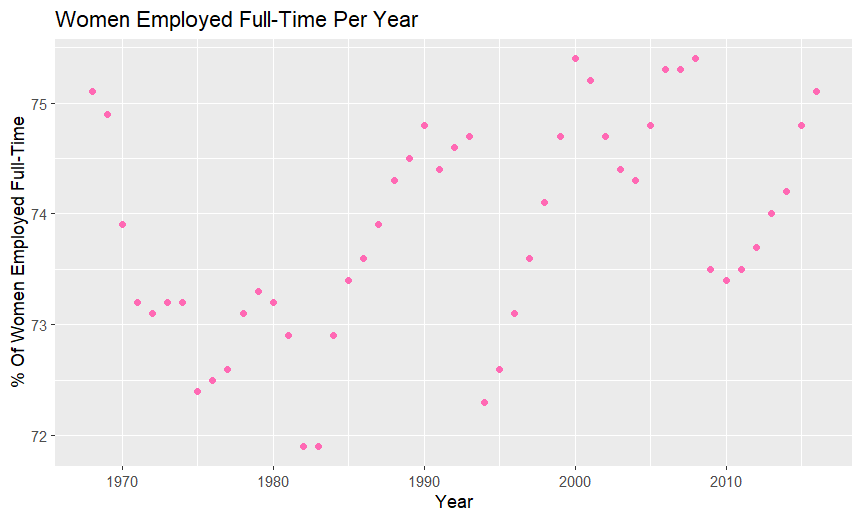 Women Employed Full-Time Per Year
% Of Women Employed Full-Time
75
74
73
72
1970 1980 1990 2000 2010
Year